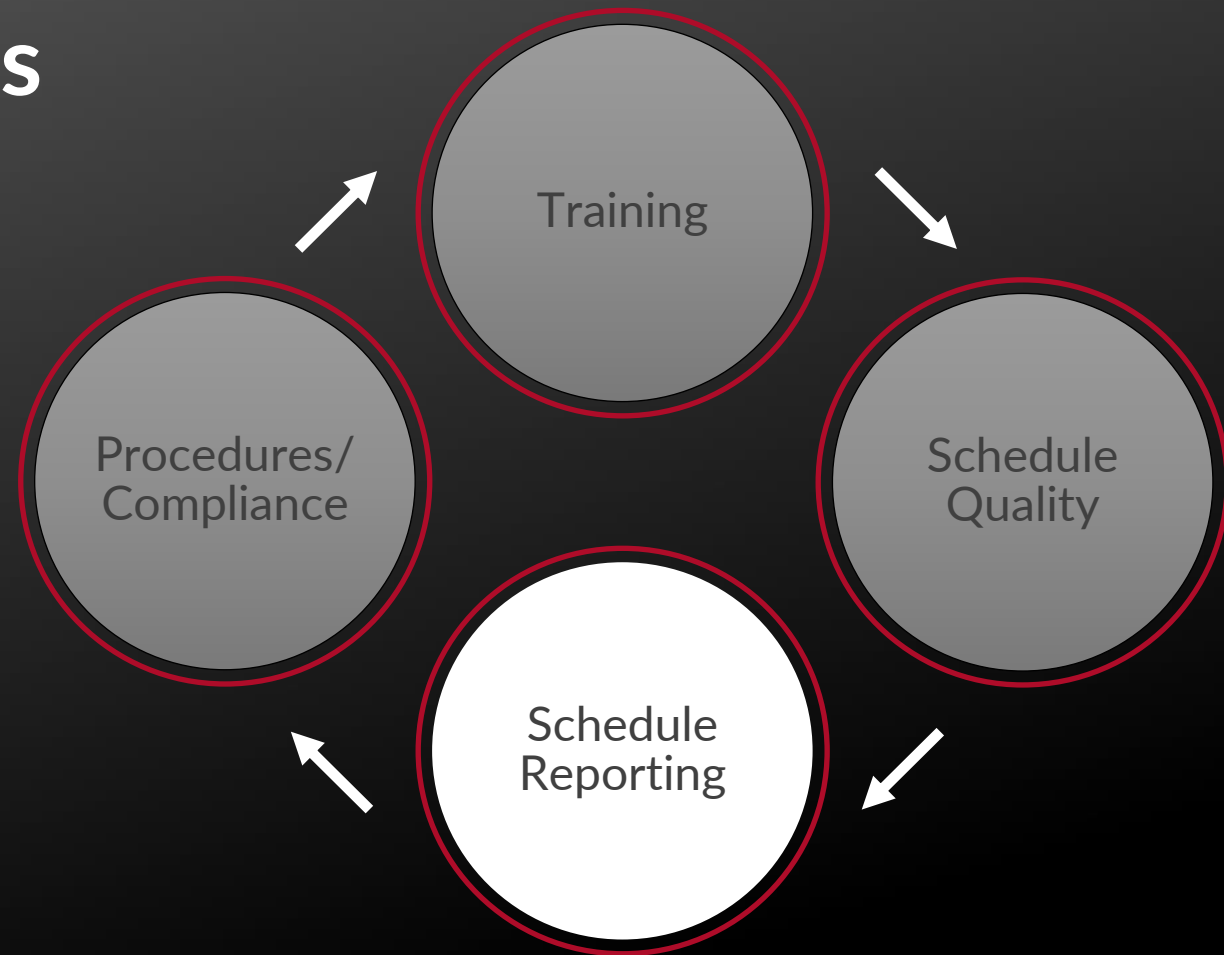 s
Training
Procedures/
Compliance
Schedule
Quality
Schedule
Reporting